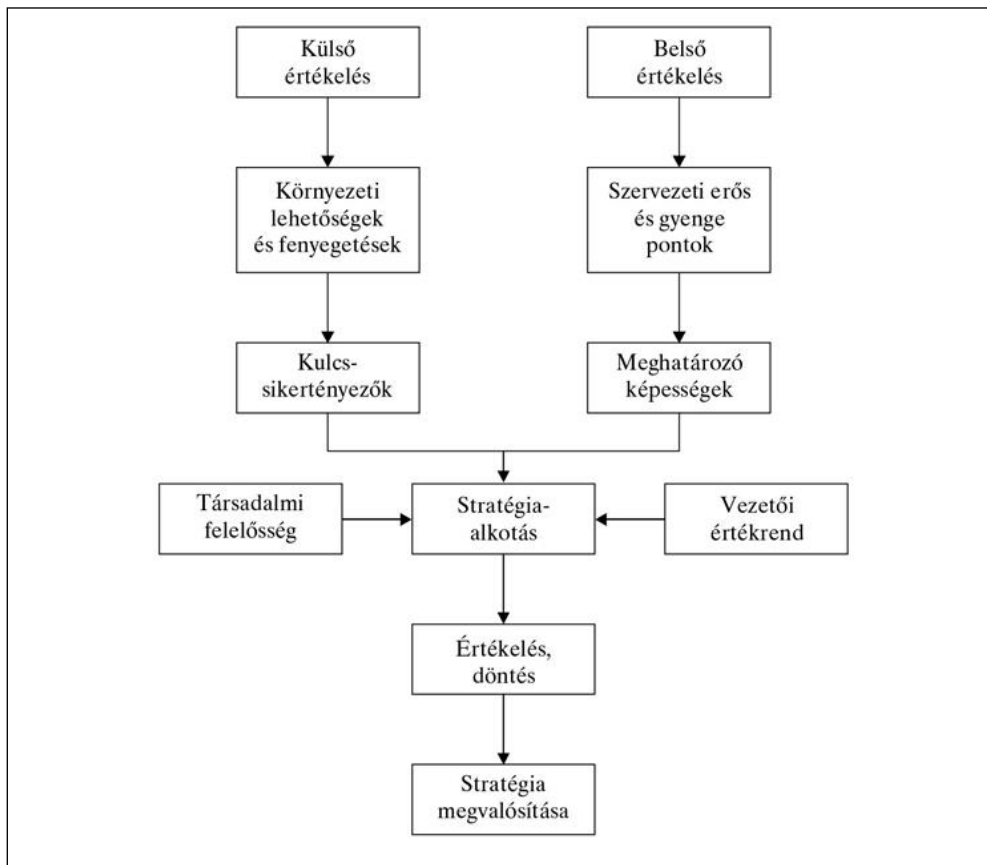 Külső
értékelés
Belső
értékelés
Környezeti
lehetőségek
és fenyegetések
Szervezeti erős
és gyenge
pontok
Kulcs-
sikertényezők
Meghatározó
képességek
Társadalmi
felelősség
Stratégia-
alkotás
Vezetői
értékrend
Értékelés,
döntés
Stratégia
megvalósítása